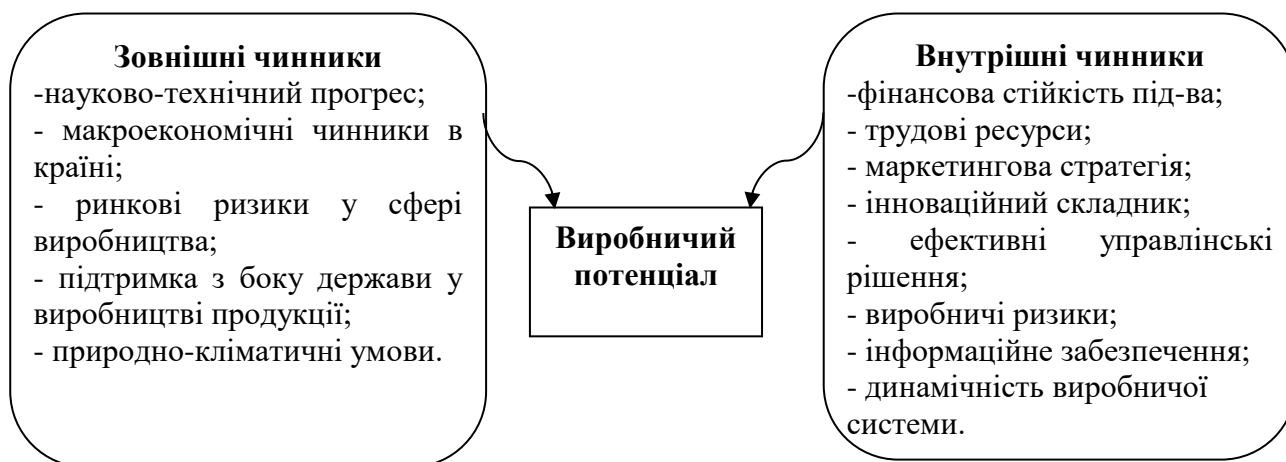 Зовнішні чинники
-науково-технічний прогрес;
- макроекономічні чинники в
країні;
- ринкові ризики у сфері
виробництва;
- підтримка з боку держави у
виробництві продукції;
- природно-кліматичні умови.
Виробничий
потенціал
Внутрішні чинники
-фінансова стійкість під-ва;
- трудові ресурси;
- маркетингова стратегія;
- інноваційний складник;
- ефективні управлінські
рішення;
- виробничі ризики;
- інформаційне забезпечення;
- динамічність виробничої
системи.